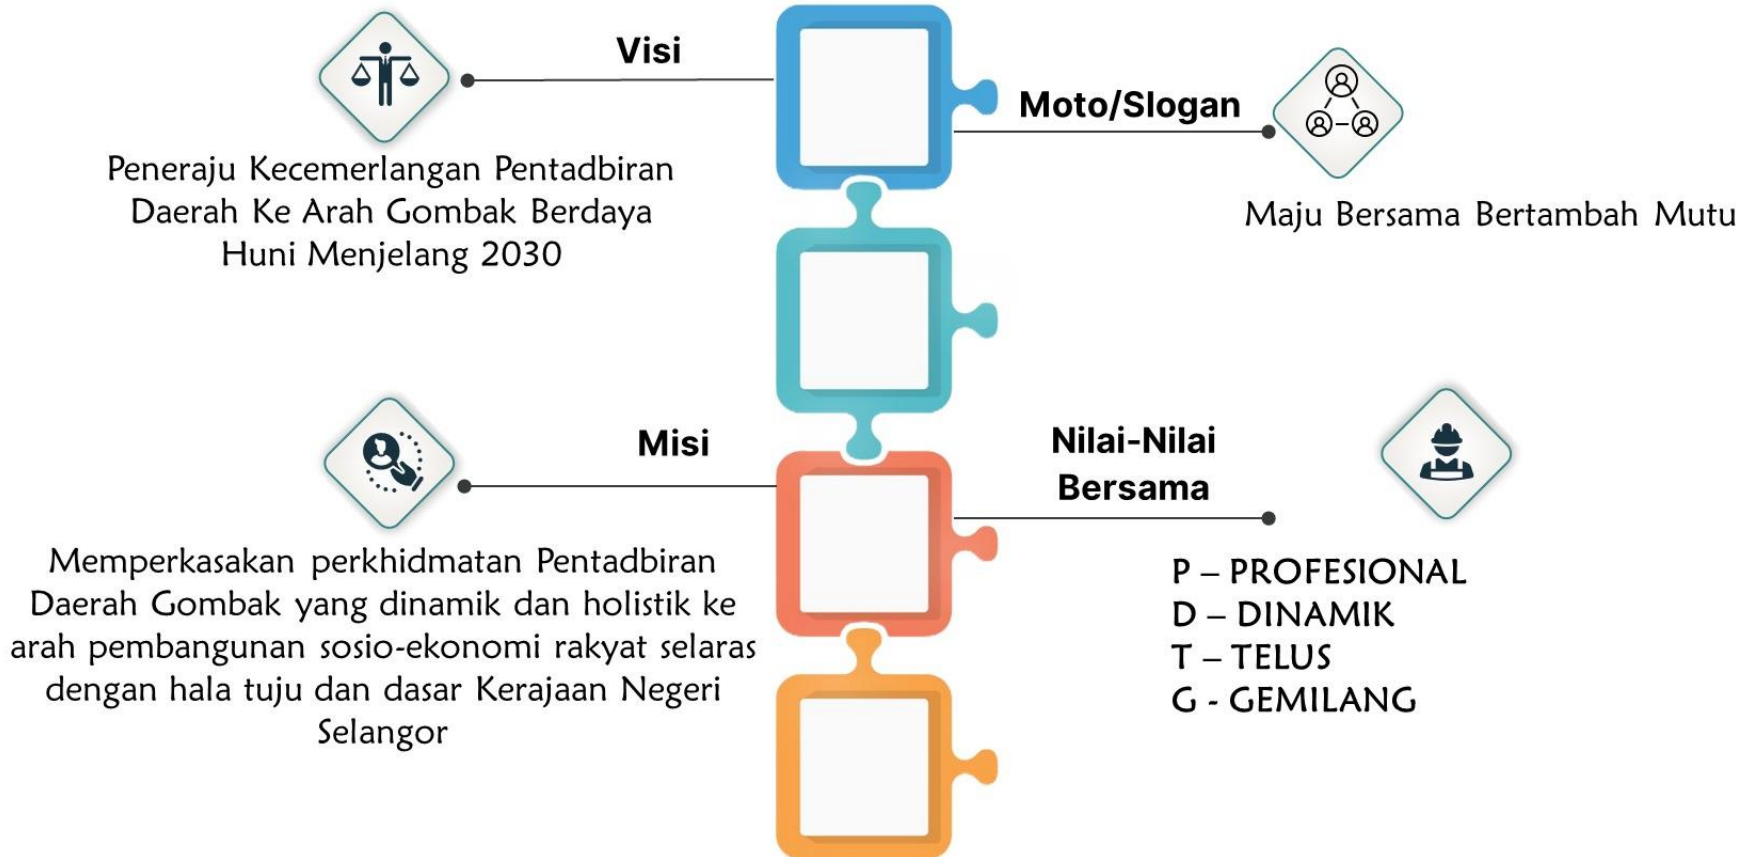 Visi
Peneraju Kecemerlangan Pentadbiran
Daerah Ke Arah Gombak Berdaya
Huni Menjelang 2030
Moto/Slogan
Maju Bersama Bertambah Mutu
Misi
Memperkasakan perkhidmatan Pentadbiran
Daerah Gombak yang dinamik dan holistik ke
arah pembangunan sosio-ekonomi rakyat selaras
dengan hala tuju dan dasar Kerajaan Negeri
Selangor
Nilai-Nilai
Bersama
P – PROFESIONAL
D – DINAMIK
T – TELUS
G - GEMILANG